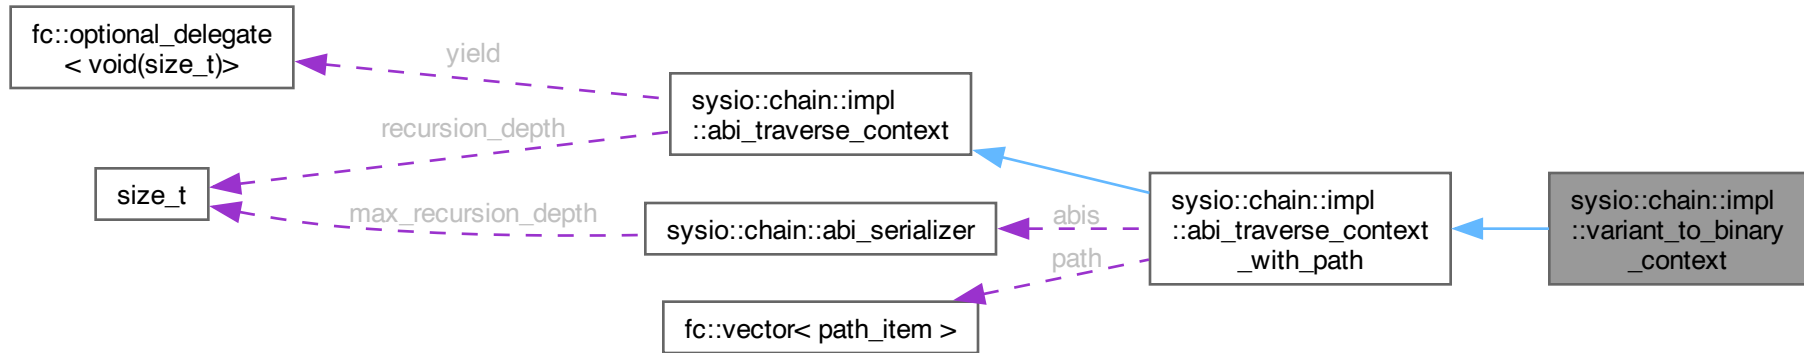 fc::optional_delegate
< void(size_t)>
yield
sysio::chain::impl
::abi_traverse_context
recursion_depth
size_t
max_recursion_depth
sysio::chain::abi_serializer
abis
path
fc::vector< path_item >
sysio::chain::impl
::abi_traverse_context
_with_path
sysio::chain::impl
::variant_to_binary
_context